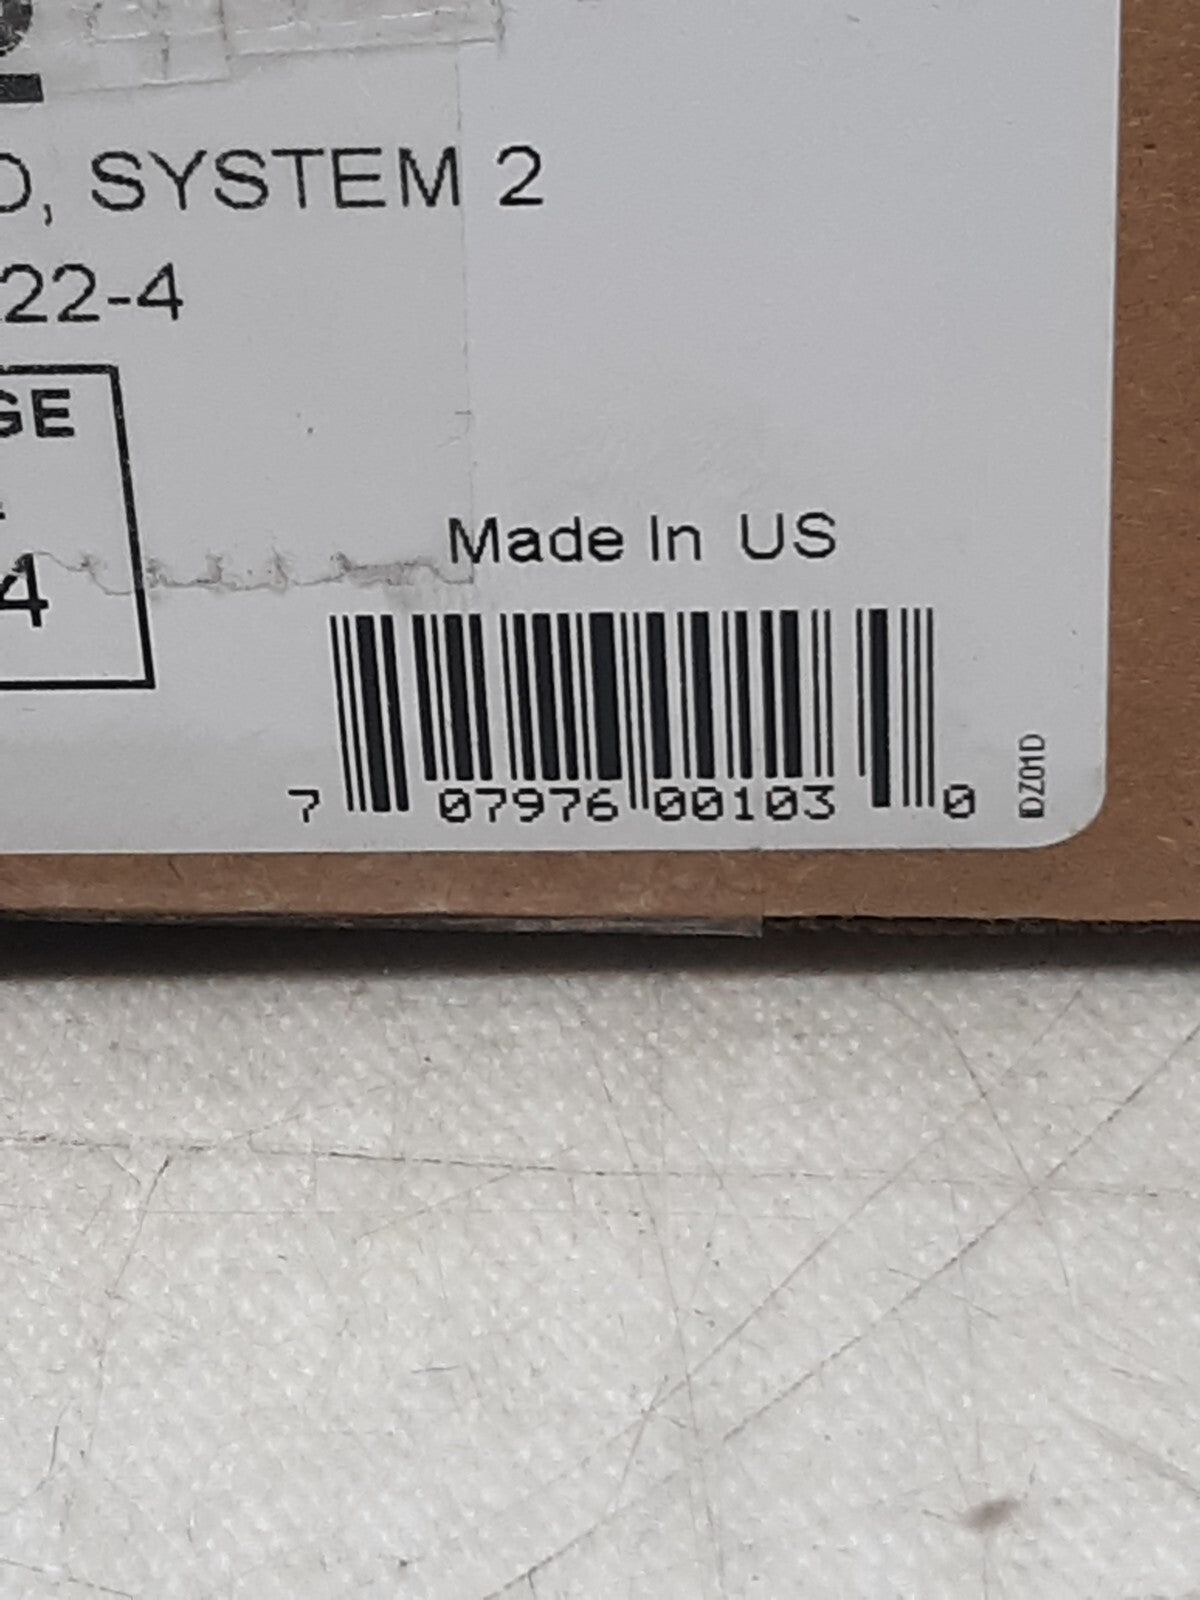 , SYSTEM 2
22-4
GE
4
Made In US
7 07976 00103 0
DZ01D